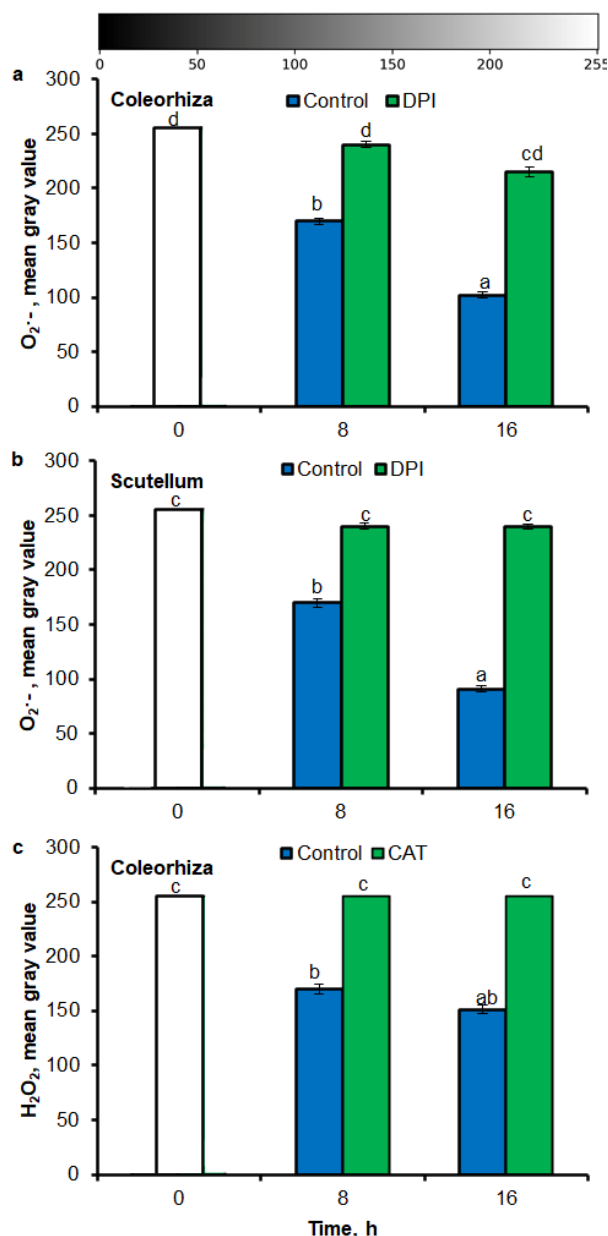 0 50 100 150 200 255
a
300
Coleorhiza Control DPI
d d cd
250
200
b
150
a
100
50
0
O₂·-, mean gray value
0 8 16
b
300
Scutellum Control DPI
c c c
250
200
b
150
a
100
50
0
O₂·-, mean gray value
0 8 16
c
300
Coleorhiza Control CAT
c c c
250
200
b ab
150
100
50
0
H₂O₂, mean gray value
0 8 16
Time, h